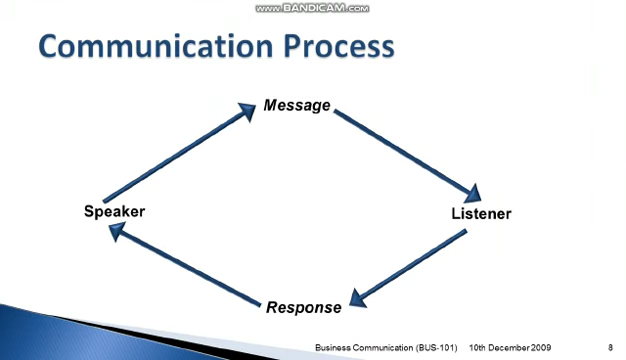 www.BANDICAM.com
Communication Process
Message
Speaker
Listener
Response
Business Communication (BUS-101) 10th December 2009 8